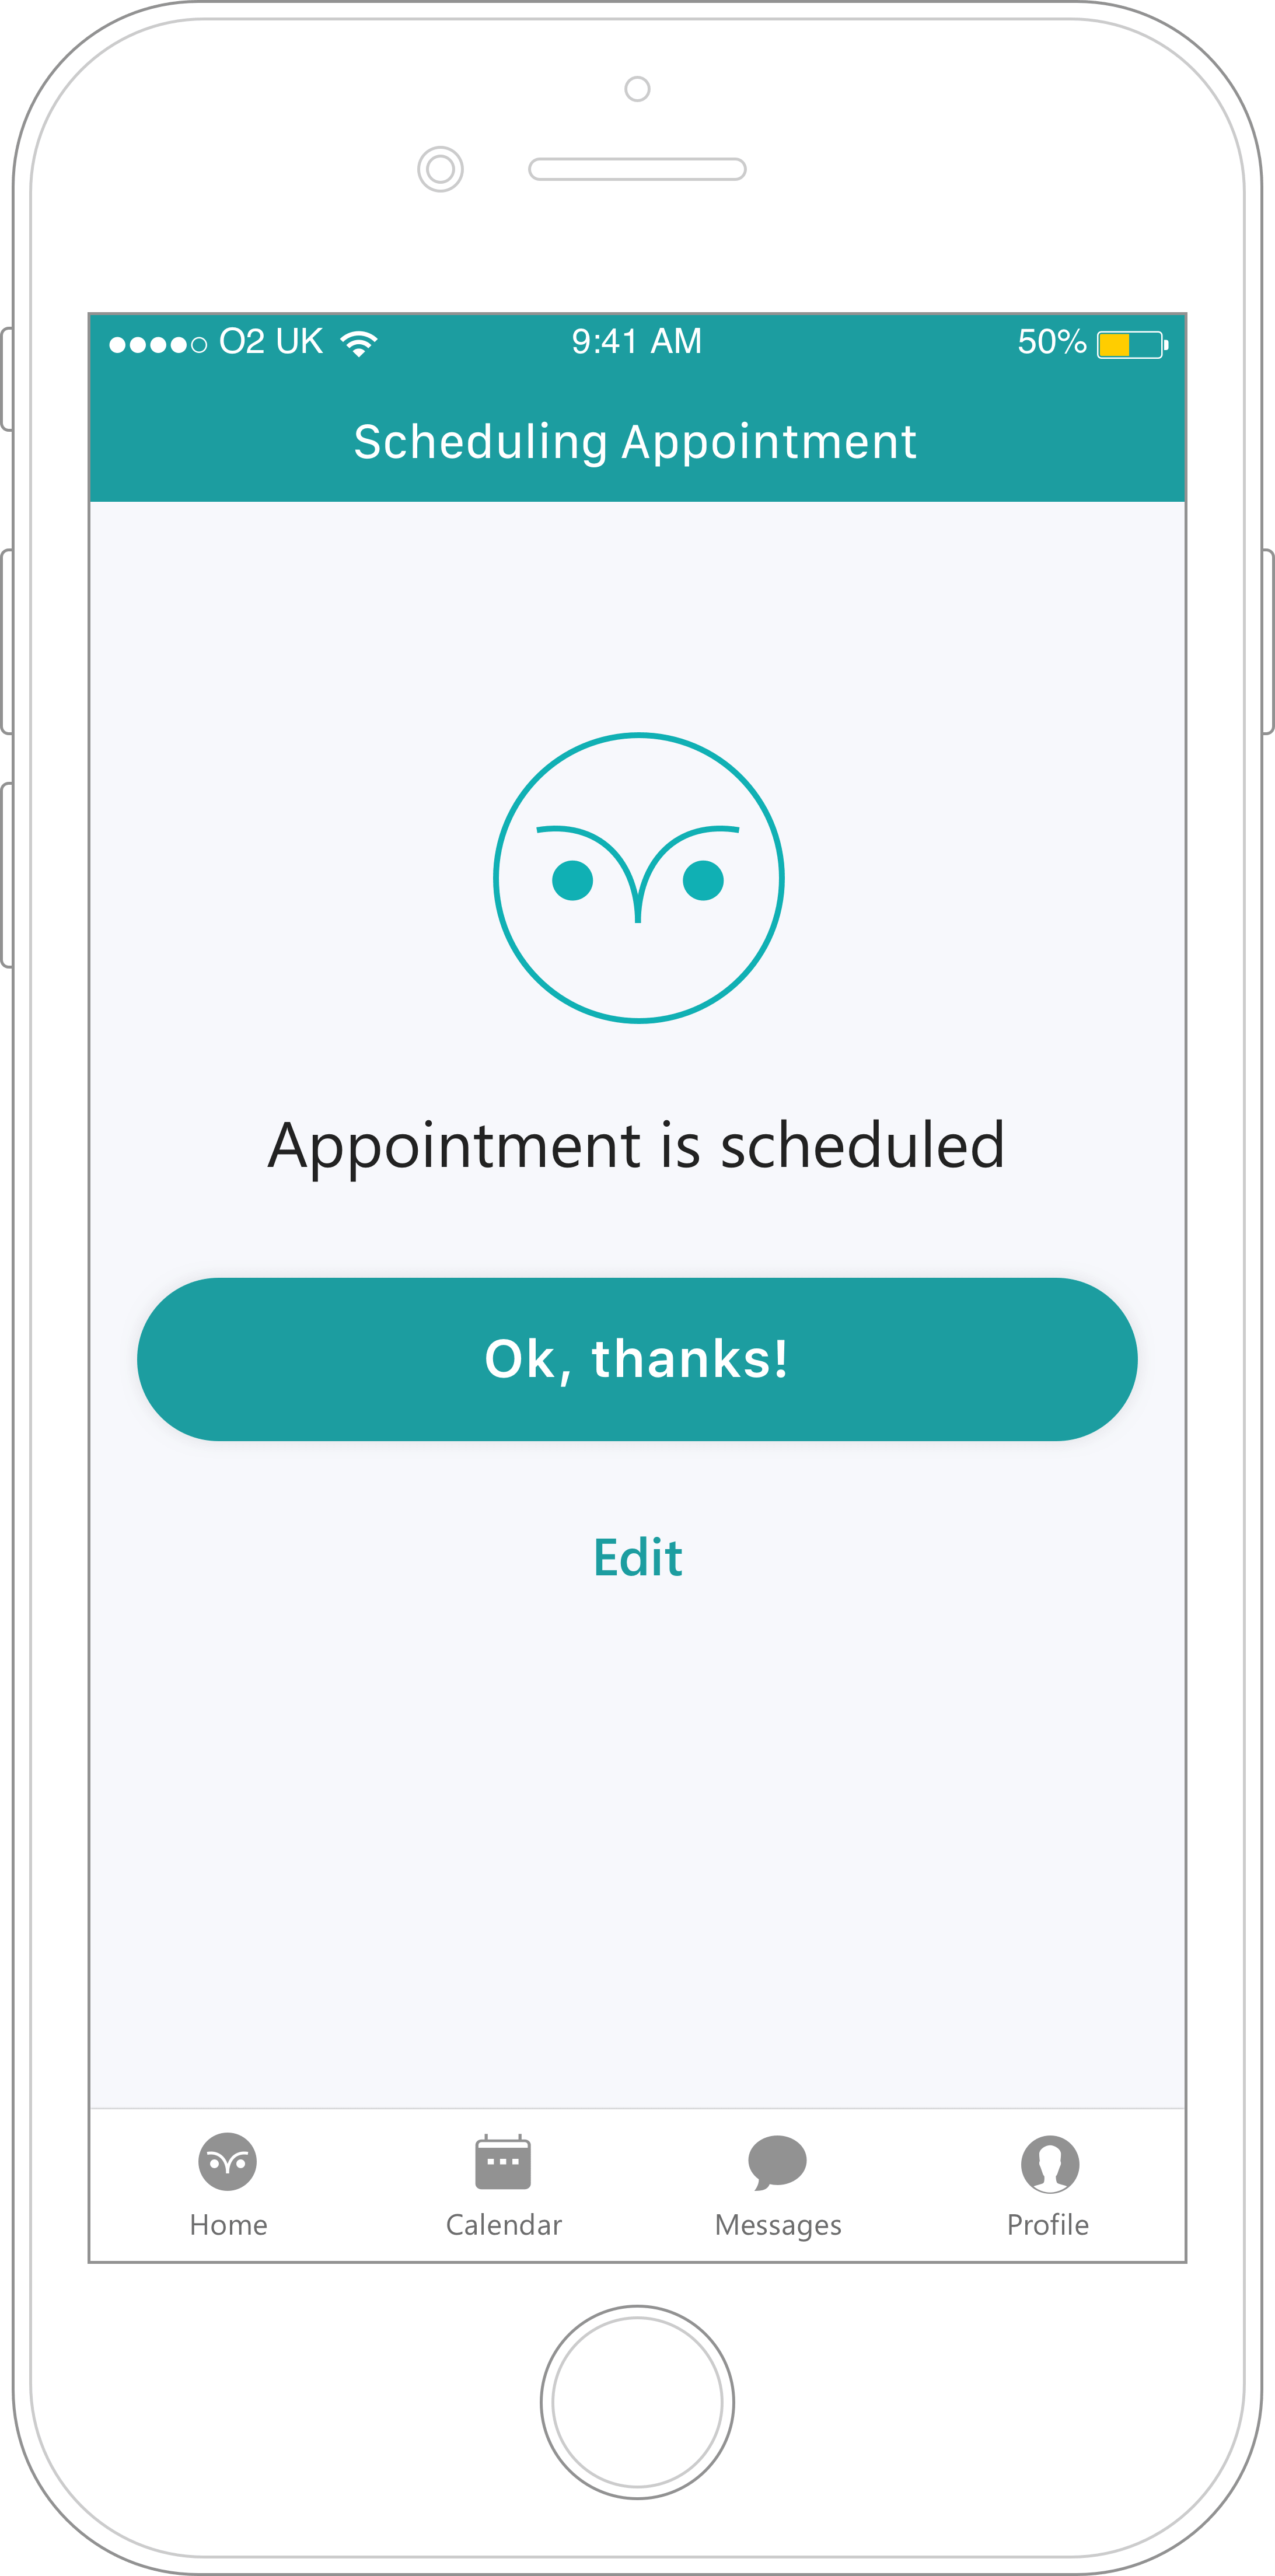 O2 UK 9:41 AM 50%
Scheduling Appointment
Appointment is scheduled
Ok, thanks!
Edit
Home Calendar Messages Profile